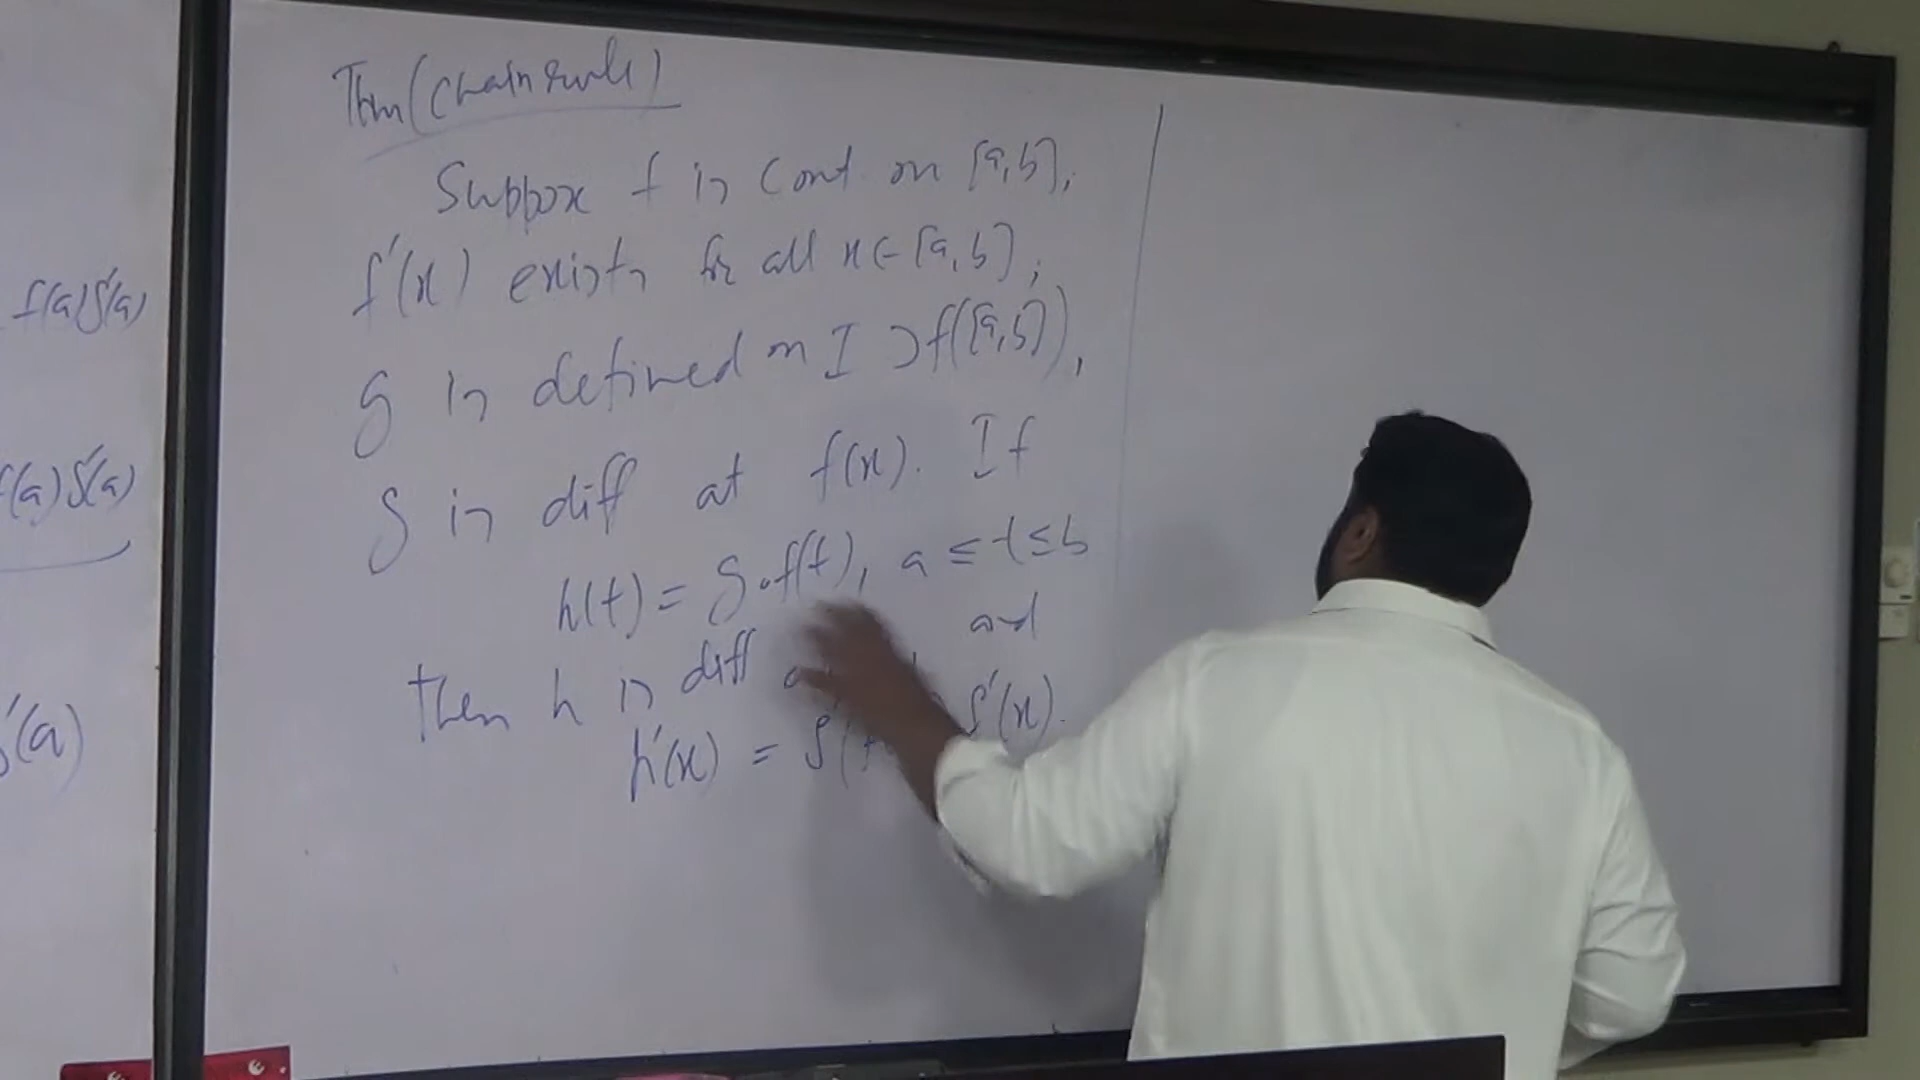 f(a)g'(a)
f(a)g'(a)
'(a)
Thm (Chain rule)
Suppose f is cont. on [a,b],
f'(x) exists for all x ∈ [a,b],
g is defined on I ⊃ f([a,b]),
g is diff at f(x). If
h(t) = g∘f(t), a ≤ t ≤ b
then h is diff and
h'(x) = g'(f f'(x).